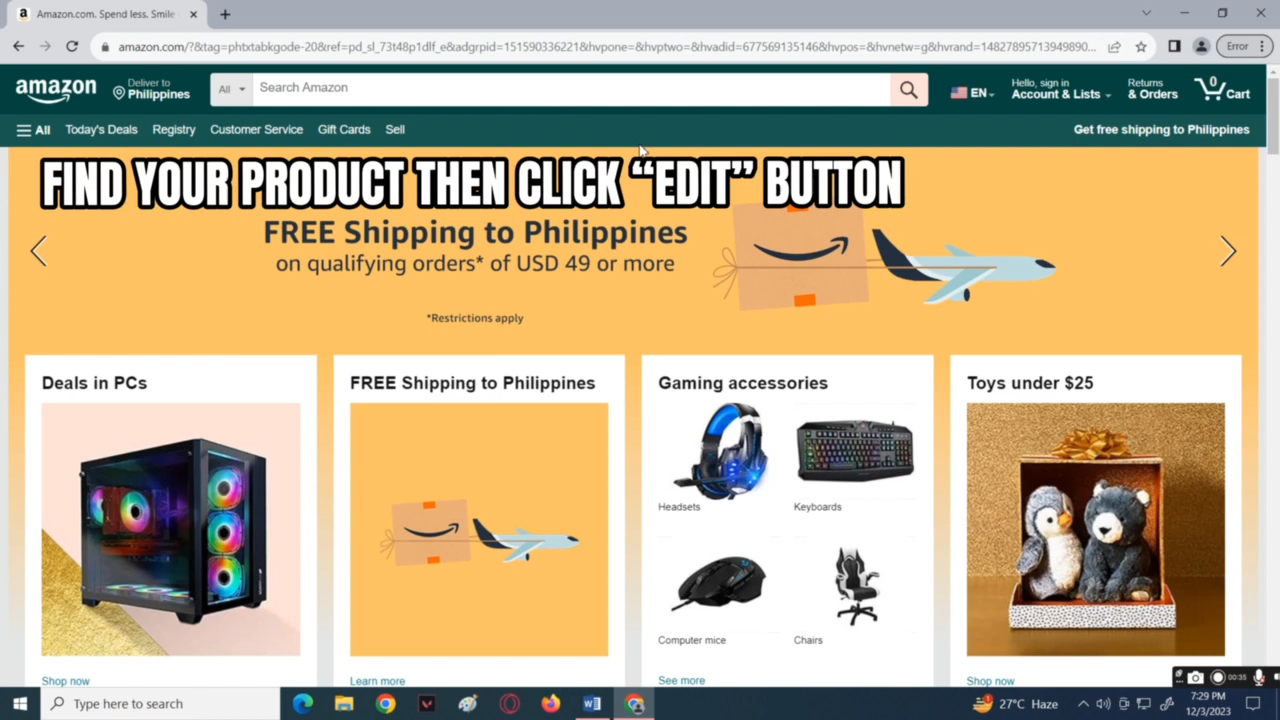 Amazon.com. Spend less. Smile
amazon.com/?&tag=phtxtabkgode-20&ref=pd_sl_73t48p1dlf_e&adgrpid=151590336221&hvpone=&hvptwo=&hvadid=677569135146&hvpos=&hvnetw=g&hvrand=14827895713949890...
Error
amazon
Deliver to
Philippines
All
Search Amazon
EN
Hello, sign in
Account & Lists
Returns
& Orders
0
Cart
All
Today's Deals
Registry
Customer Service
Gift Cards
Sell
Get free shipping to Philippines
FIND YOUR PRODUCT THEN CLICK “EDIT” BUTTON
FREE Shipping to Philippines
on qualifying orders* of USD 49 or more
*Restrictions apply
Deals in PCs
Shop now
FREE Shipping to Philippines
Learn more
Gaming accessories
Headsets
Keyboards
Computer mice
Chairs
See more
Toys under $25
Shop now
00:35
Type here to search
27°C Haze
7:29 PM
12/3/2023